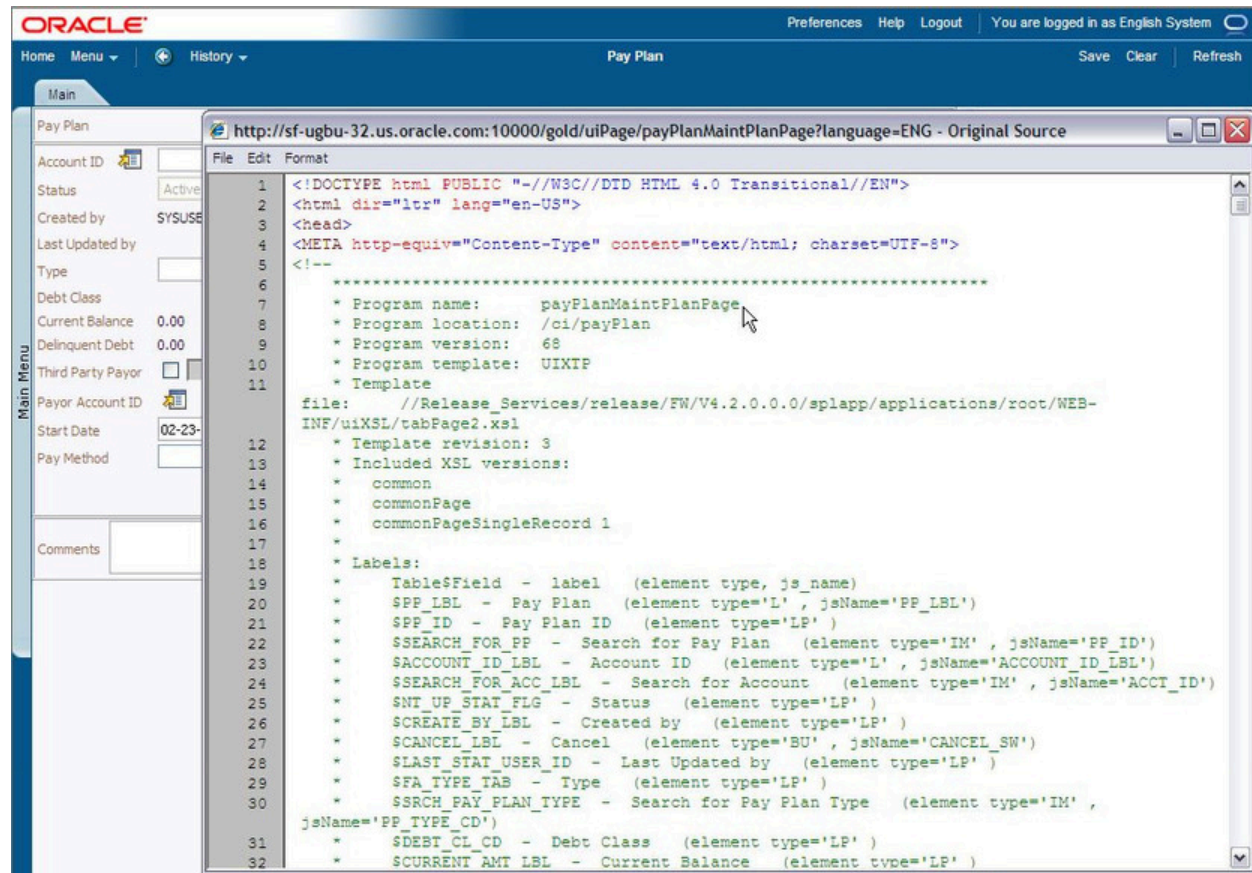 ORACLE
Preferences Help Logout You are logged in as English System
Home Menu History Pay Plan Save Clear Refresh
Main
Main Menu
Pay Plan
Account ID
Status Active
Created by SYSUSE
Last Updated by
Type
Debt Class
Current Balance 0.00
Delinquent Debt 0.00
Third Party Payor
Payor Account ID
Start Date 02-23-
Pay Method
Comments
http://sf-ugbu-32.us.oracle.com:10000/gold/uiPage/payPlanMaintPlanPage?language=ENG - Original Source
File Edit Format
1 <!DOCTYPE html PUBLIC "-//W3C//DTD HTML 4.0 Transitional//EN">
2 <html dir="ltr" lang="en-US">
3 <head>
4 <META http-equiv="Content-Type" content="text/html; charset=UTF-8">
5 <!--
6 ******************************************************************
7 * Program name: payPlanMaintPlanPage
8 * Program location: /ci/payPlan
9 * Program version: 68
10 * Program template: UIXTP
11 * Template
file: //Release_Services/release/FW/V4.2.0.0.0/splapp/applications/root/WEB-
INF/uiXSL/tabPage2.xsl
12 * Template revision: 3
13 * Included XSL versions:
14 * common
15 * commonPage
16 * commonPageSingleRecord 1
17 *
18 * Labels:
19 * Table$Field - label (element type, js_name)
20 * $PP_LBL - Pay Plan (element type='L' , jsName='PP_LBL')
21 * $PP_ID - Pay Plan ID (element type='LP' )
22 * $SEARCH_FOR_PP - Search for Pay Plan (element type='IM' , jsName='PP_ID')
23 * $ACCOUNT_ID_LBL - Account ID (element type='L' , jsName='ACCOUNT_ID_LBL')
24 * $SEARCH_FOR_ACC_LBL - Search for Account (element type='IM' , jsName='ACCT_ID')
25 * $NT_UP_STAT_FLG - Status (element type='LP' )
26 * $CREATE_BY_LBL - Created by (element type='LP' )
27 * $CANCEL_LBL - Cancel (element type='BU' , jsName='CANCEL_SW')
28 * $LAST_STAT_USER_ID - Last Updated by (element type='LP' )
29 * $FA_TYPE_TAB - Type (element type='LP' )
30 * $SRCH_PAY_PLAN_TYPE - Search for Pay Plan Type (element type='IM' ,
jsName='PP_TYPE_CD')
31 * $DEBT_CL_CD - Debt Class (element type='LP' )
32 * $CURRENT_AMT_LBL - Current Balance (element type='LP' )